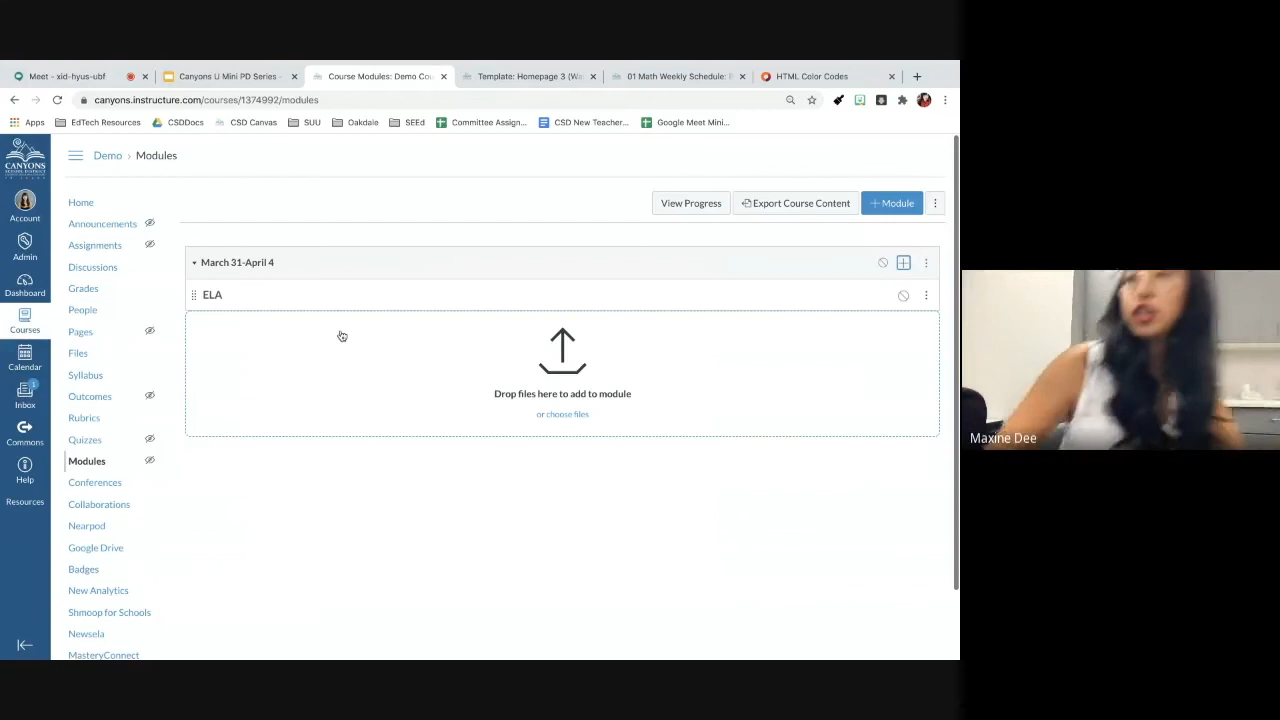 Meet - xid-hyus-ubf
Canyons U Mini PD Series -
Course Modules: Demo Cou
Template: Homepage 3 (Wa
01 Math Weekly Schedule:
HTML Color Codes
canyons.instructure.com/courses/1374992/modules
Apps
EdTech Resources
CSDDocs
CSD Canvas
SUU
Oakdale
SEEd
Committee Assign...
CSD New Teacher...
Google Meet Mini...
CANYONS
Account
Admin
Dashboard
Courses
Calendar
1
Inbox
Commons
Help
Resources
Demo › Modules
Home
Announcements
Assignments
Discussions
Grades
People
Pages
Files
Syllabus
Outcomes
Rubrics
Quizzes
Modules
Conferences
Collaborations
Nearpod
Google Drive
Badges
New Analytics
Shmoop for Schools
Newsela
MasteryConnect
View Progress
Export Course Content
+ Module
March 31-April 4
ELA
Drop files here to add to module
or choose files
Maxine Dee